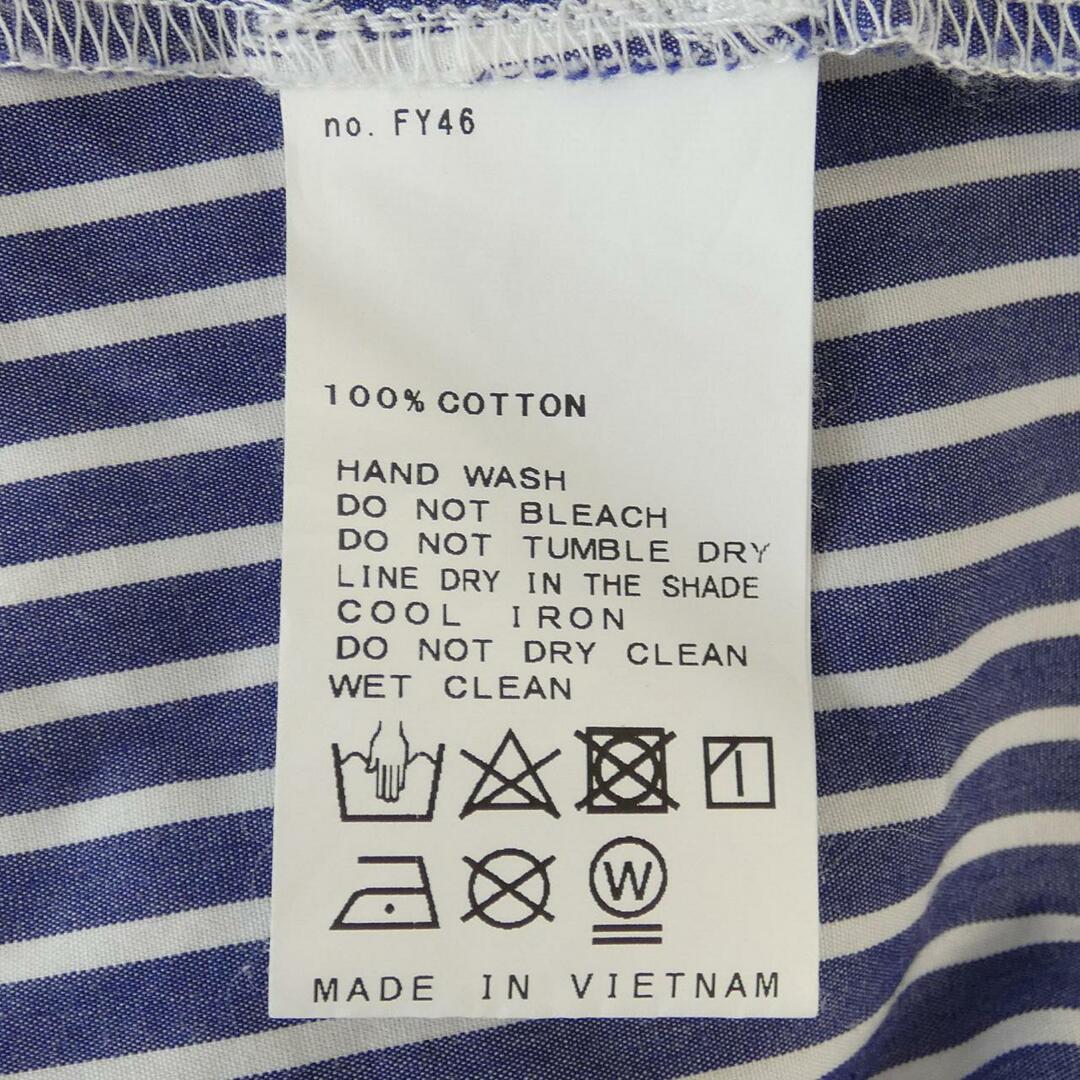 no. FY46
100% COTTON
HAND WASH
DO NOT BLEACH
DO NOT TUMBLE DRY
LINE DRY IN THE SHADE
COOL IRON
DO NOT DRY CLEAN
WET CLEAN
W
MADE IN VIETNAM